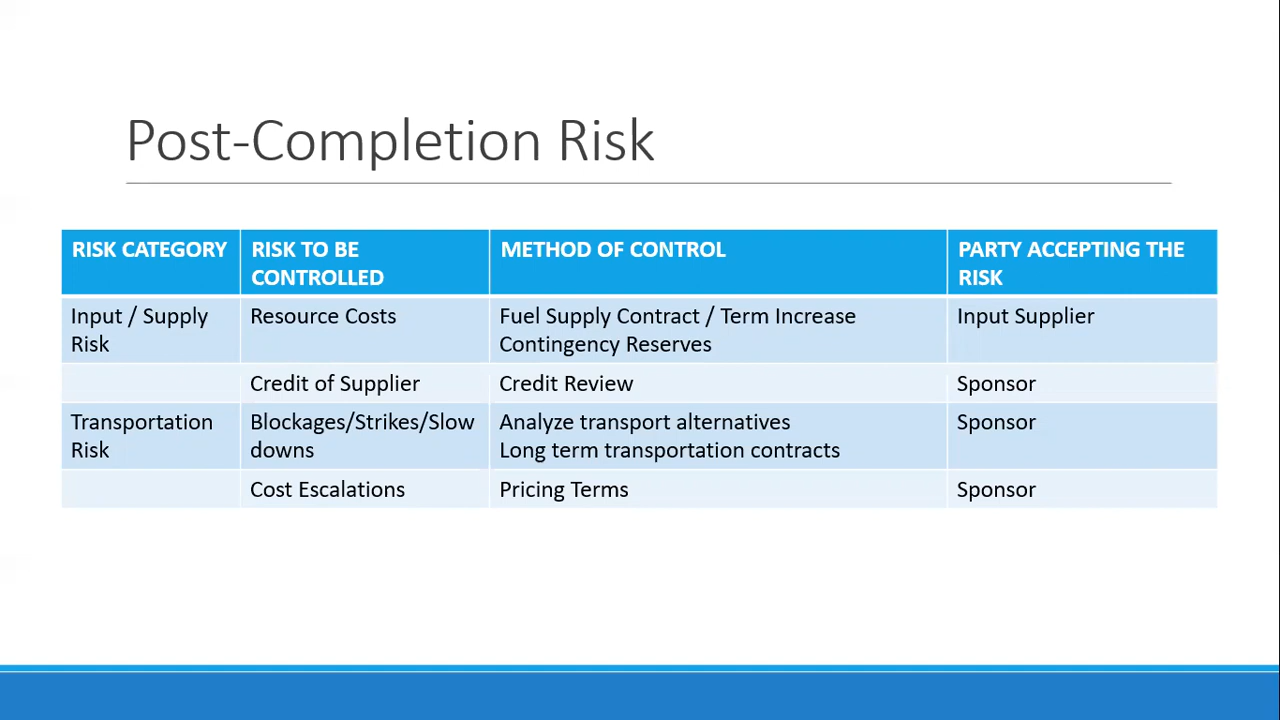 Post-Completion Risk
RISK CATEGORY
RISK TO BE
CONTROLLED
METHOD OF CONTROL
PARTY ACCEPTING THE
RISK
Input / Supply
Risk
Resource Costs
Fuel Supply Contract / Term Increase
Contingency Reserves
Input Supplier
Credit of Supplier
Credit Review
Sponsor
Transportation
Risk
Blockages/Strikes/Slow
downs
Analyze transport alternatives
Long term transportation contracts
Sponsor
Cost Escalations
Pricing Terms
Sponsor